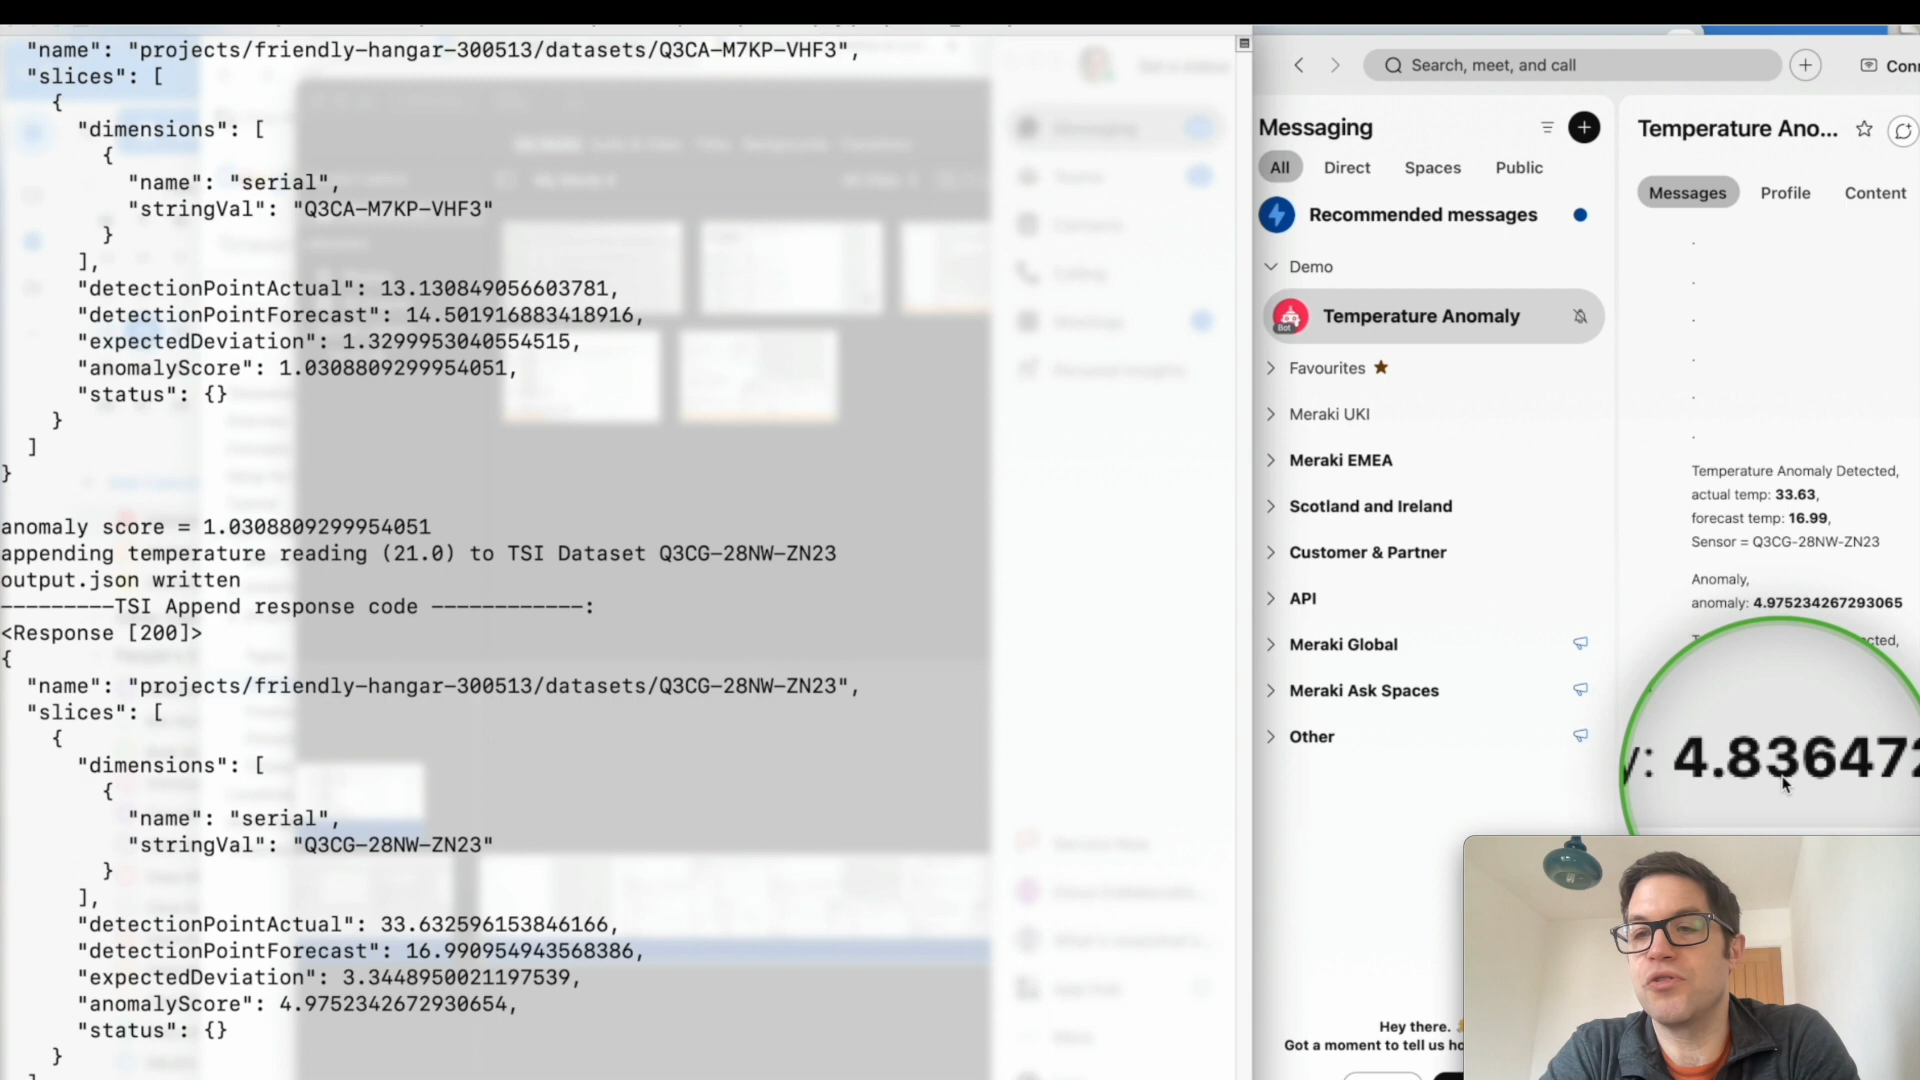 "name": "projects/friendly-hangar-300513/datasets/Q3CA-M7KP-VHF3",
"slices": [
{
"dimensions": [
{
"name": "serial",
"stringVal": "Q3CA-M7KP-VHF3"
}
],
"detectionPointActual": 13.130849056603781,
"detectionPointForecast": 14.501916883418916,
"expectedDeviation": 1.3299953040554515,
"anomalyScore": 1.0308809299954051,
"status": {}
}
]
}
anomaly score = 1.0308809299954051
appending temperature reading (21.0) to TSI Dataset Q3CG-28NW-ZN23
output.json written
---------TSI Append response code ------------:
<Response [200]>
{
"name": "projects/friendly-hangar-300513/datasets/Q3CG-28NW-ZN23",
"slices": [
{
"dimensions": [
{
"name": "serial",
"stringVal": "Q3CG-28NW-ZN23"
}
],
"detectionPointActual": 33.632596153846166,
"detectionPointForecast": 16.990954943568386,
"expectedDeviation": 3.3448950021197539,
"anomalyScore": 4.9752342672930654,
"status": {}
}
Search, meet, and call
Messaging
All Direct Spaces Public
Recommended messages
Demo
Bot
Temperature Anomaly
Favourites
Meraki UKI
Meraki EMEA
Scotland and Ireland
Customer & Partner
API
Meraki Global
Meraki Ask Spaces
Other
Hey there.
Got a moment to tell us
Temperature Ano...
Messages Profile Content
.
.
.
.
.
.
Temperature Anomaly Detected,
actual temp: 33.63,
forecast temp: 16.99,
Sensor = Q3CG-28NW-ZN23
Anomaly,
anomaly: 4.975234267293065
y: 4.836472